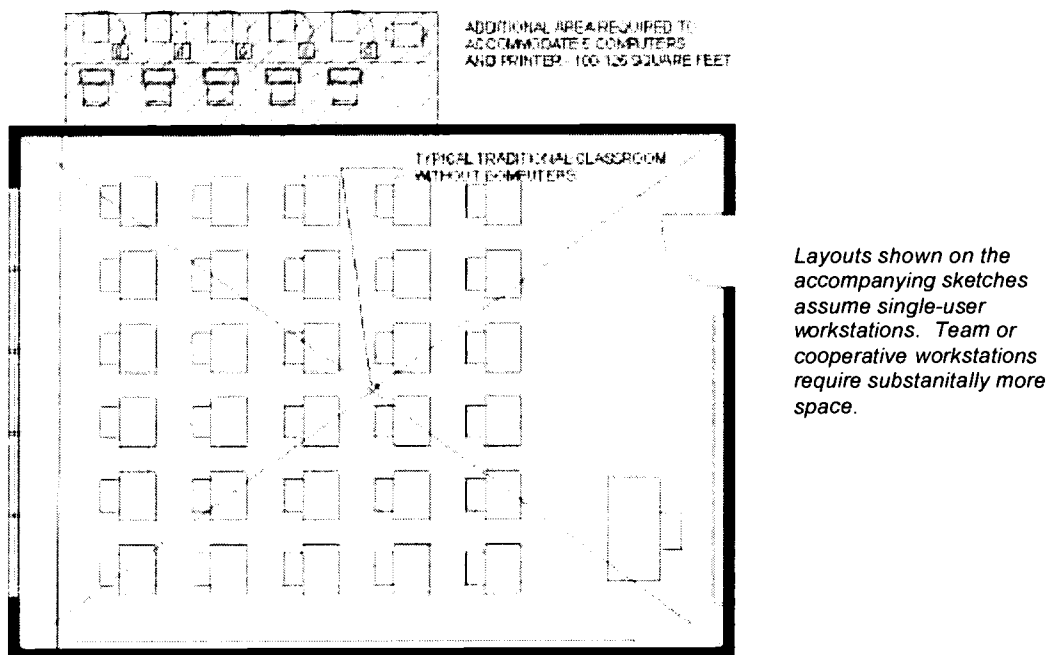 ADDITIONAL AREA REQUIRED TO
ACCOMMODATE 5 COMPUTERS
AND PRINTER - 100-125 SQUARE FEET
TYPICAL TRADITIONAL CLASSROOM
WITHOUT COMPUTERS
Layouts shown on the
accompanying sketches
assume single-user
workstations. Team or
cooperative workstations
require substanitally more
space.